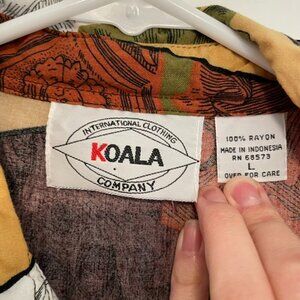 INTERNATIONAL CLOTHING
KOALA
COMPANY
100% RAYON
MADE IN INDONESIA
RN 68573
L
OVER FOR CARE